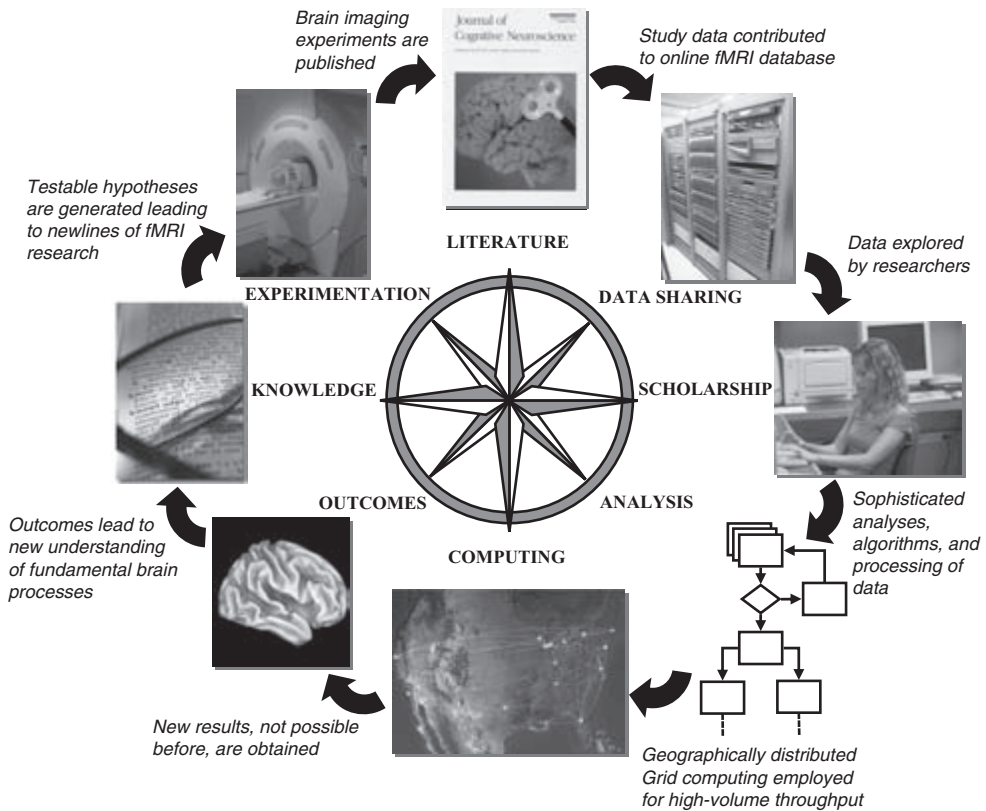 Brain imaging
experiments are
published
Journal of
Cognitive Neuroscience
Study data contributed
to online fMRI database
Testable hypotheses
are generated leading
to newlines of fMRI
research
Data explored
by researchers
LITERATURE
EXPERIMENTATION
DATA SHARING
KNOWLEDGE
SCHOLARSHIP
OUTCOMES
ANALYSIS
COMPUTING
Outcomes lead to
new understanding
of fundamental brain
processes
Sophisticated
analyses,
algorithms, and
processing of
data
New results, not possible
before, are obtained
Geographically distributed
Grid computing employed
for high-volume throughput